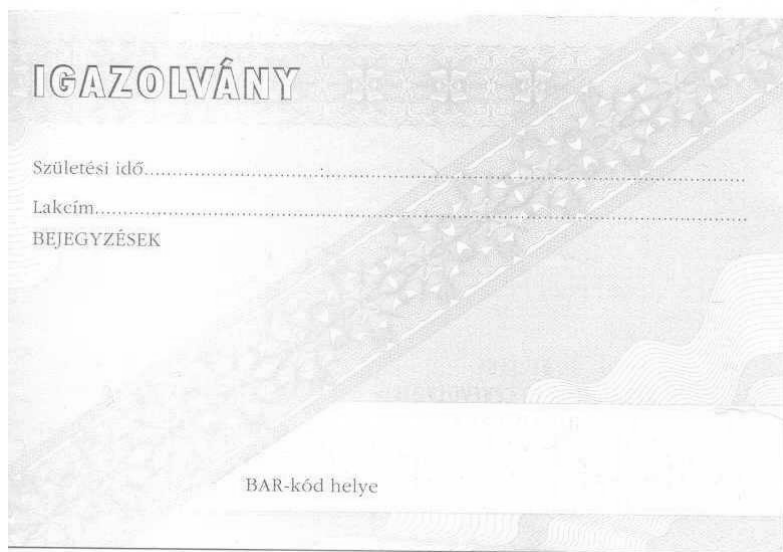 IGAZOLVÁNY
Születési idő..........................................................................
Lakcím..........................................................................
BEJEGYZÉSEK
BAR-kód helye